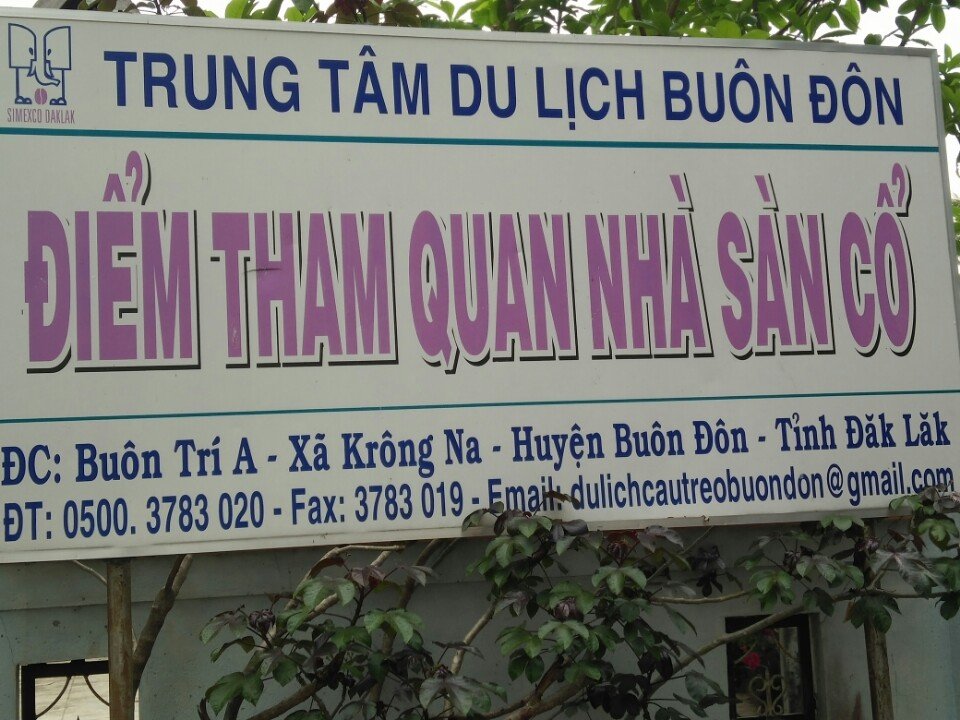 SIMEXCO DAKLAK
TRUNG TÂM DU LỊCH BUÔN ĐÔN
ĐIỂM THAM QUAN NHÀ SÀN CỔ
ĐC: Buôn Trí A - Xã Krông Na - Huyện Buôn Đôn - Tỉnh Đăk Lăk
ĐT: 0500. 3783 020 - Fax: 3783 019 - Email: dulichcautreobuondon@gmail.com